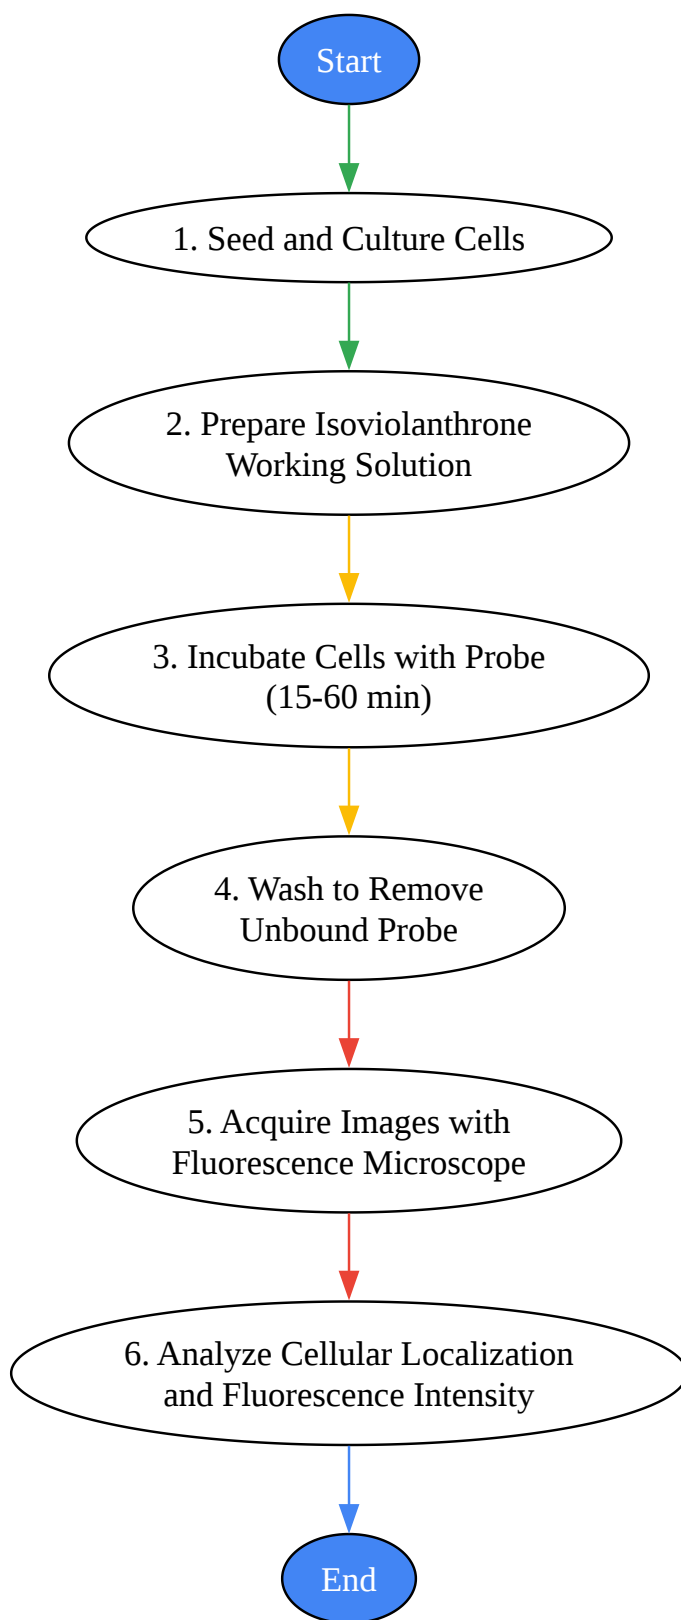 Start
1. Seed and Culture Cells
2. Prepare Isoviolanthrone
Working Solution
3. Incubate Cells with Probe
(15-60 min)
4. Wash to Remove
Unbound Probe
5. Acquire Images with
Fluorescence Microscope
6. Analyze Cellular Localization
and Fluorescence Intensity
End